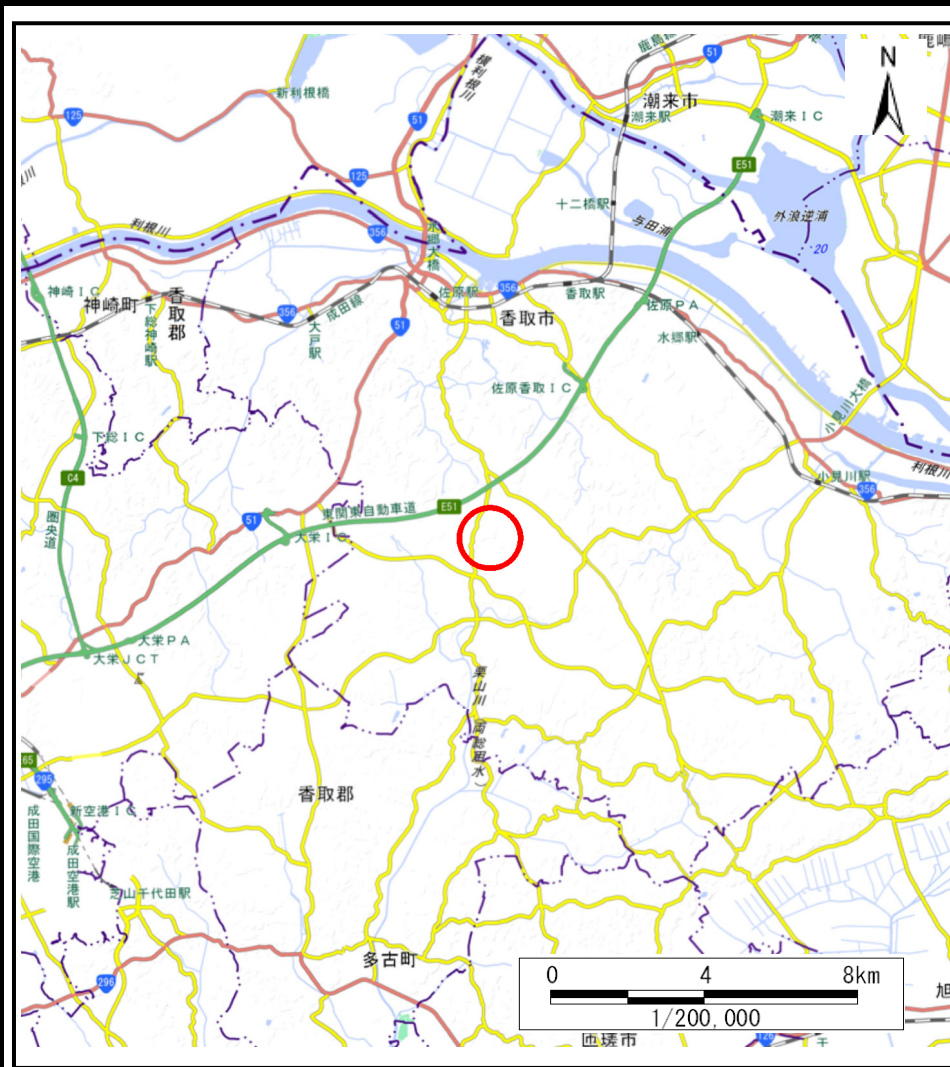 鹿島線
51
N
横利根川
潮来市
新利根橋
潮来駅
潮来IC
125
51
E51
125
十二橋駅
与田浦
外浪逆浦
利根川
356
水郷大橋
20
神崎IC
神崎町
香取郡
下総神崎駅
356
成田線
大戸駅
佐原駅
356
香取駅
香取市
佐原PA
51
水郷駅
佐原香取IC
小見川大橋
下総IC
C4
小見川駅
利根川
356
圏央道
51
東関東自動車道
E51
大栄IC
大栄PA
大栄JCT
栗山川(両総用水)
295
新空港IC
成田国際空港
成田空港駅
香取郡
芝山千代田駅
多古町
296
0 4 8km
1/200,000
旭
匝瑳市
126